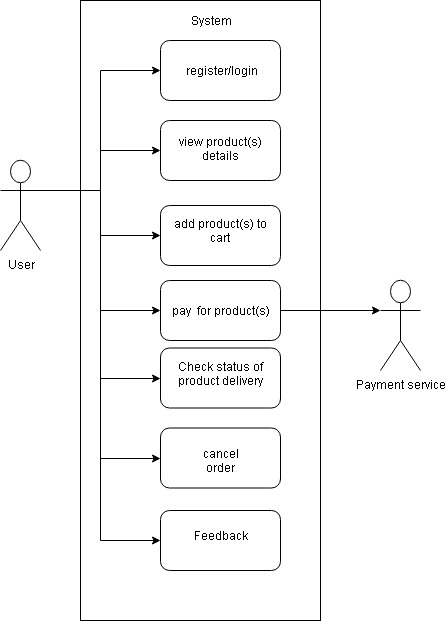 System
register/login
view product(s)
details
add product(s) to
cart
User
pay for product(s)
Check status of
product delivery
Payment service
cancel
order
Feedback